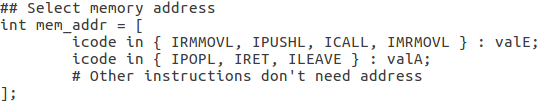 ## Select memory address
int mem_addr = [
        icode in { IRMMOVL, IPUSHL, ICALL, IMRMOVL } : valE;
        icode in { IPOPL, IRET, ILEAVE } : valA;
        # Other instructions don't need address
];